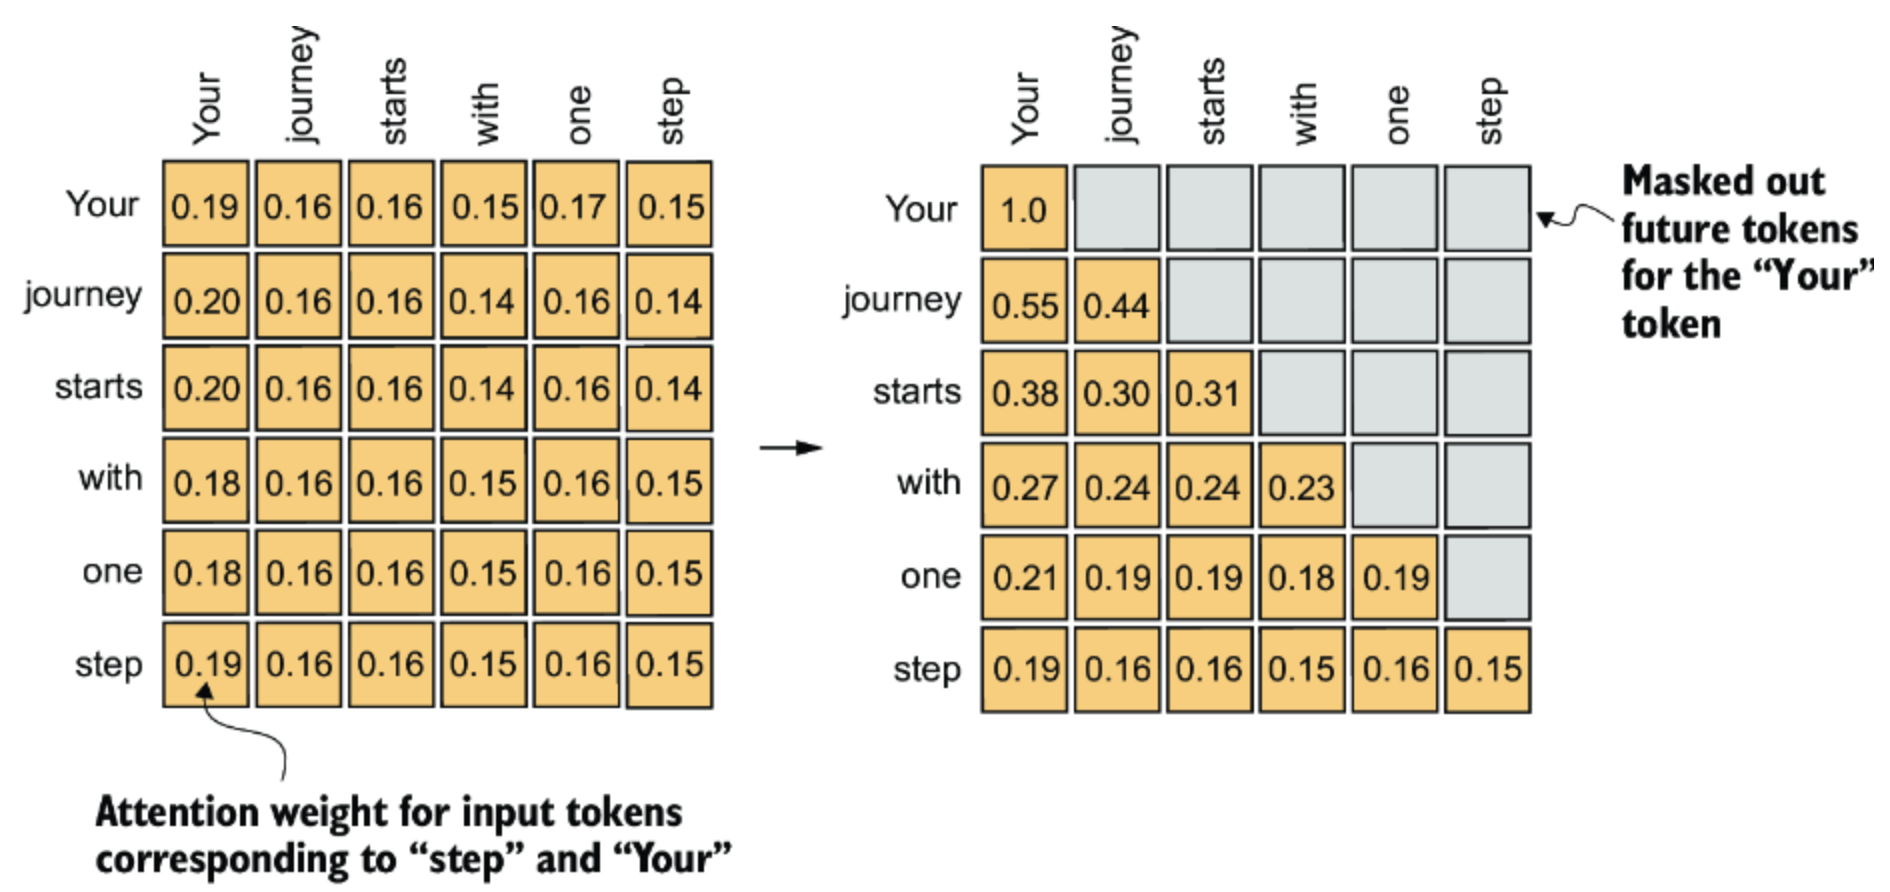 Your journey starts with one step
Your 0.19 0.16 0.16 0.15 0.17 0.15
journey 0.20 0.16 0.16 0.14 0.16 0.14
starts 0.20 0.16 0.16 0.14 0.16 0.14
with 0.18 0.16 0.16 0.15 0.16 0.15
one 0.18 0.16 0.16 0.15 0.16 0.15
step 0.19 0.16 0.16 0.15 0.16 0.15
Attention weight for input tokens
corresponding to “step” and “Your”
Your journey starts with one step
Your 1.0
journey 0.55 0.44
starts 0.38 0.30 0.31
with 0.27 0.24 0.24 0.23
one 0.21 0.19 0.19 0.18 0.19
step 0.19 0.16 0.16 0.15 0.16 0.15
Masked out
future tokens
for the “Your”
token